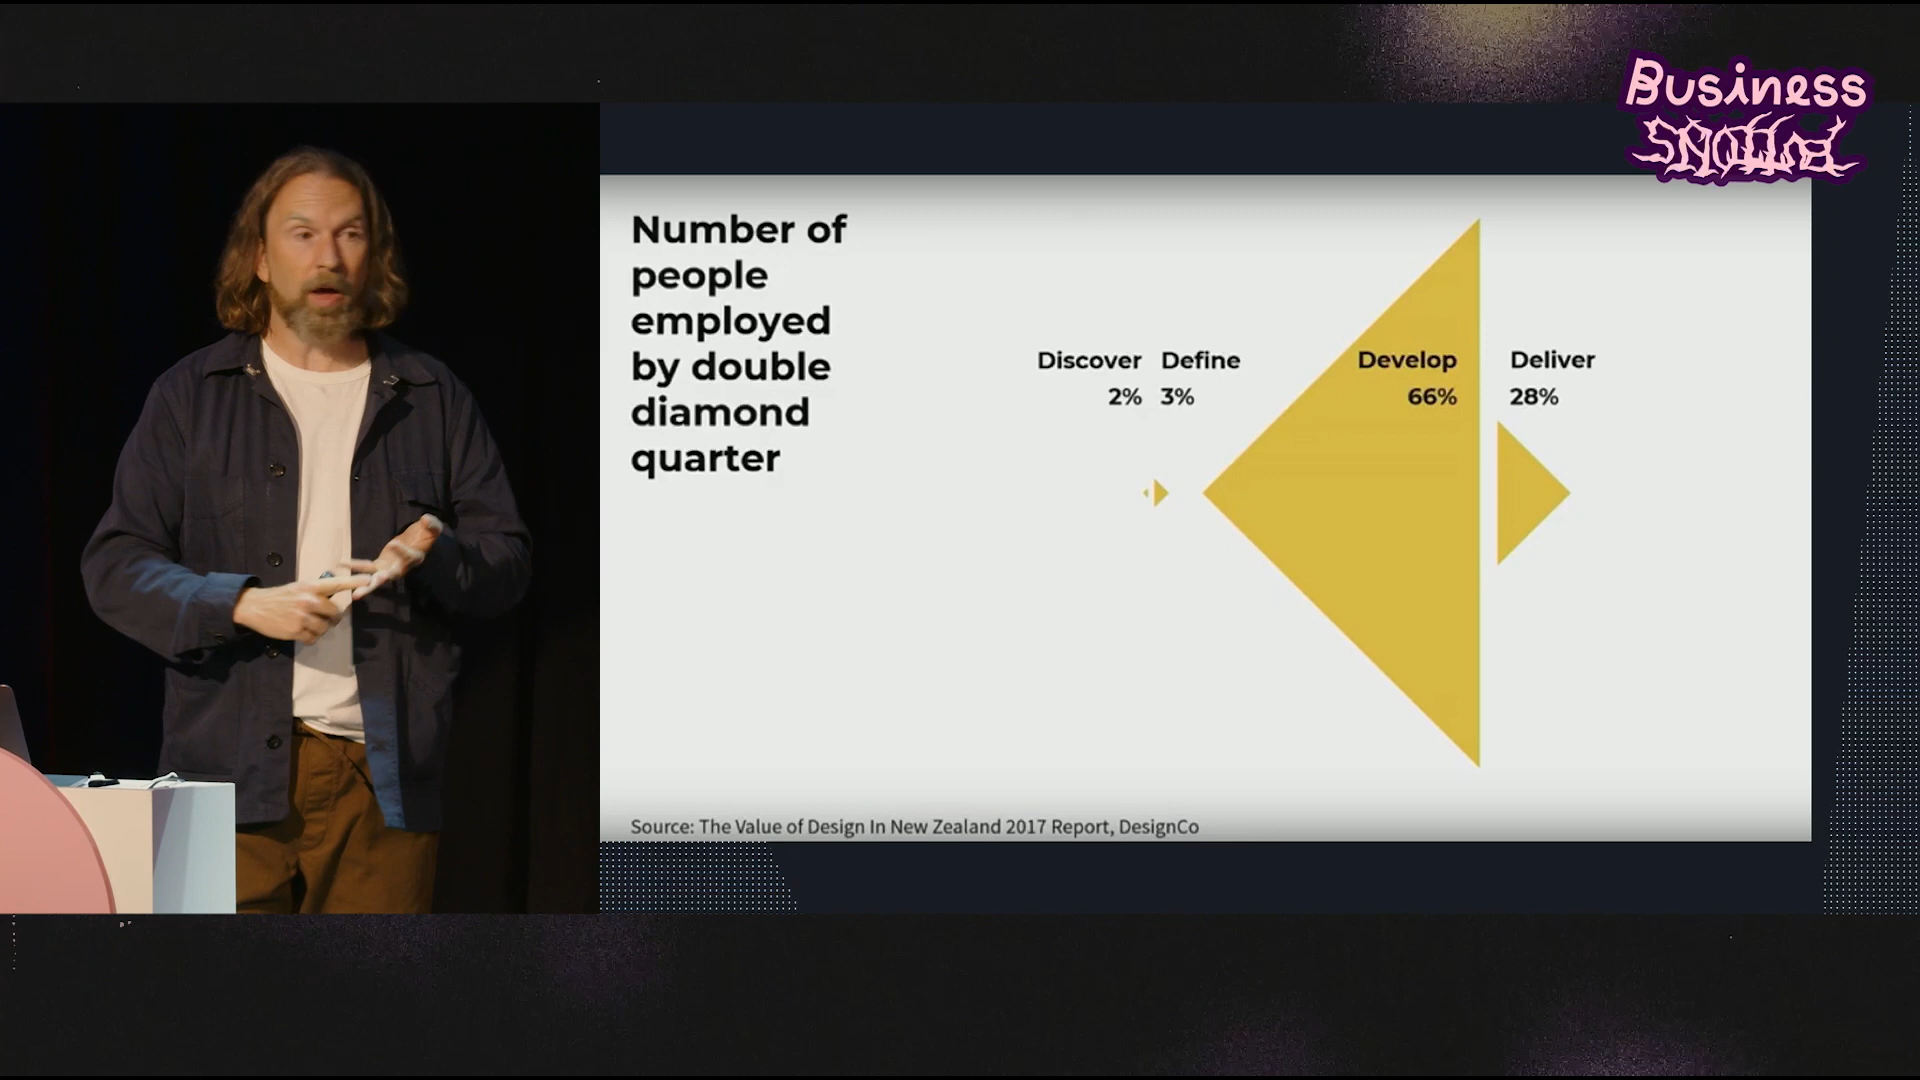 Business
Number of
people
employed
by double
diamond
quarter
Discover
2%
Define
3%
Develop
66%
Deliver
28%
Source: The Value of Design In New Zealand 2017 Report, DesignCo